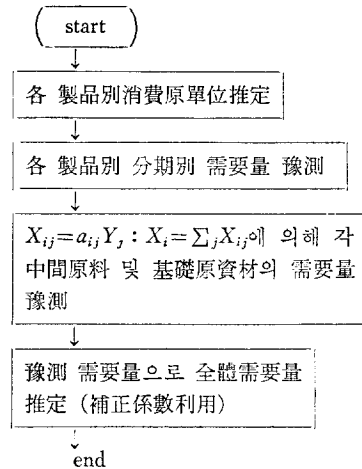 start
各 製品別消費原單位推定
各 製品別 分期別 需要量 豫測
X_{ij}=a_{ij}Y_j : X_i=∑_jX_{ij}에 의해 각
中間原料 및 基礎原資材의 需要量
豫測
豫測 需要量으로 全體需要量
推定 (補正係數利用)
end